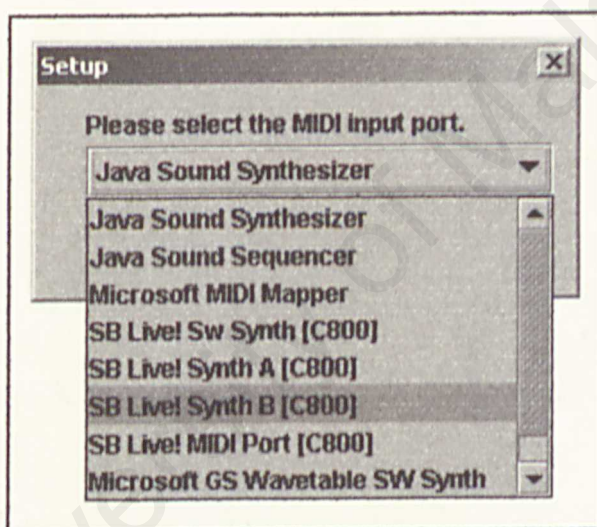 Setup
Please select the MIDI input port.
Java Sound Synthesizer
Java Sound Synthesizer
Java Sound Sequencer
Microsoft MIDI Mapper
SB Live! Sw Synth [C800]
SB Live! Synth A [C800]
SB Live! Synth B [C800]
SB Live! MIDI Port [C800]
Microsoft GS Wavetable SW Synth